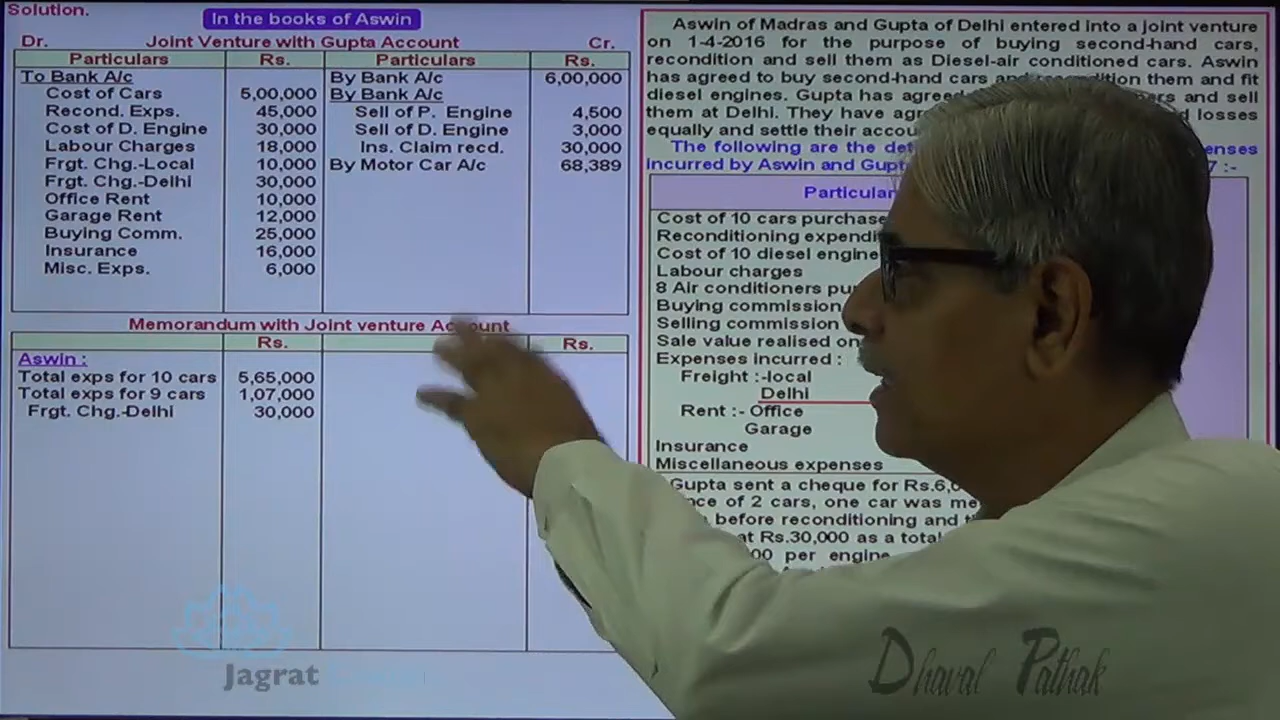 Solution.
In the books of Aswin
Dr. Joint Venture with Gupta Account Cr.
Particulars Rs. Particulars Rs.
To Bank A/c By Bank A/c 6,00,000
Cost of Cars 5,00,000 By Bank A/c
Recond. Exps. 45,000 Sell of P. Engine 4,500
Cost of D. Engine 30,000 Sell of D. Engine 3,000
Labour Charges 18,000 Ins. Claim recd. 30,000
Frgt. Chg.-Local 10,000 By Motor Car A/c 68,389
Frgt. Chg.-Delhi 30,000
Office Rent 10,000
Garage Rent 12,000
Buying Comm. 25,000
Insurance 16,000
Misc. Exps. 6,000
Memorandum with Joint venture Account
Rs. Rs.
Aswin :
Total exps for 10 cars 5,65,000
Total exps for 9 cars 1,07,000
Frgt. Chg.-Delhi 30,000
Jagrat
Aswin of Madras and Gupta of Delhi entered into a joint venture
on 1-4-2016 for the purpose of buying second-hand cars,
recondition and sell them as Diesel-air conditioned cars. Aswin
has agreed to buy second-hand cars and recondition them and fit
diesel engines. Gupta has agreed and sell
them at Delhi. They have losses
equally and settle their
The following are the
incurred by Aswin and 7 :-
Cost of 10 cars
Reconditioning
Cost of 10 diesel
Labour charges
8 Air conditioners
Buying commission
Selling commission
Sale value realised
Expenses incurred :
Freight :-local
Delhi
Rent :- Office
Garage
Insurance
Miscellaneous expenses
Gupta sent a cheque for
of 2 cars, one car was
before reconditioning and
at Rs.30,000 as a total
per engine
Dhaval Pathak